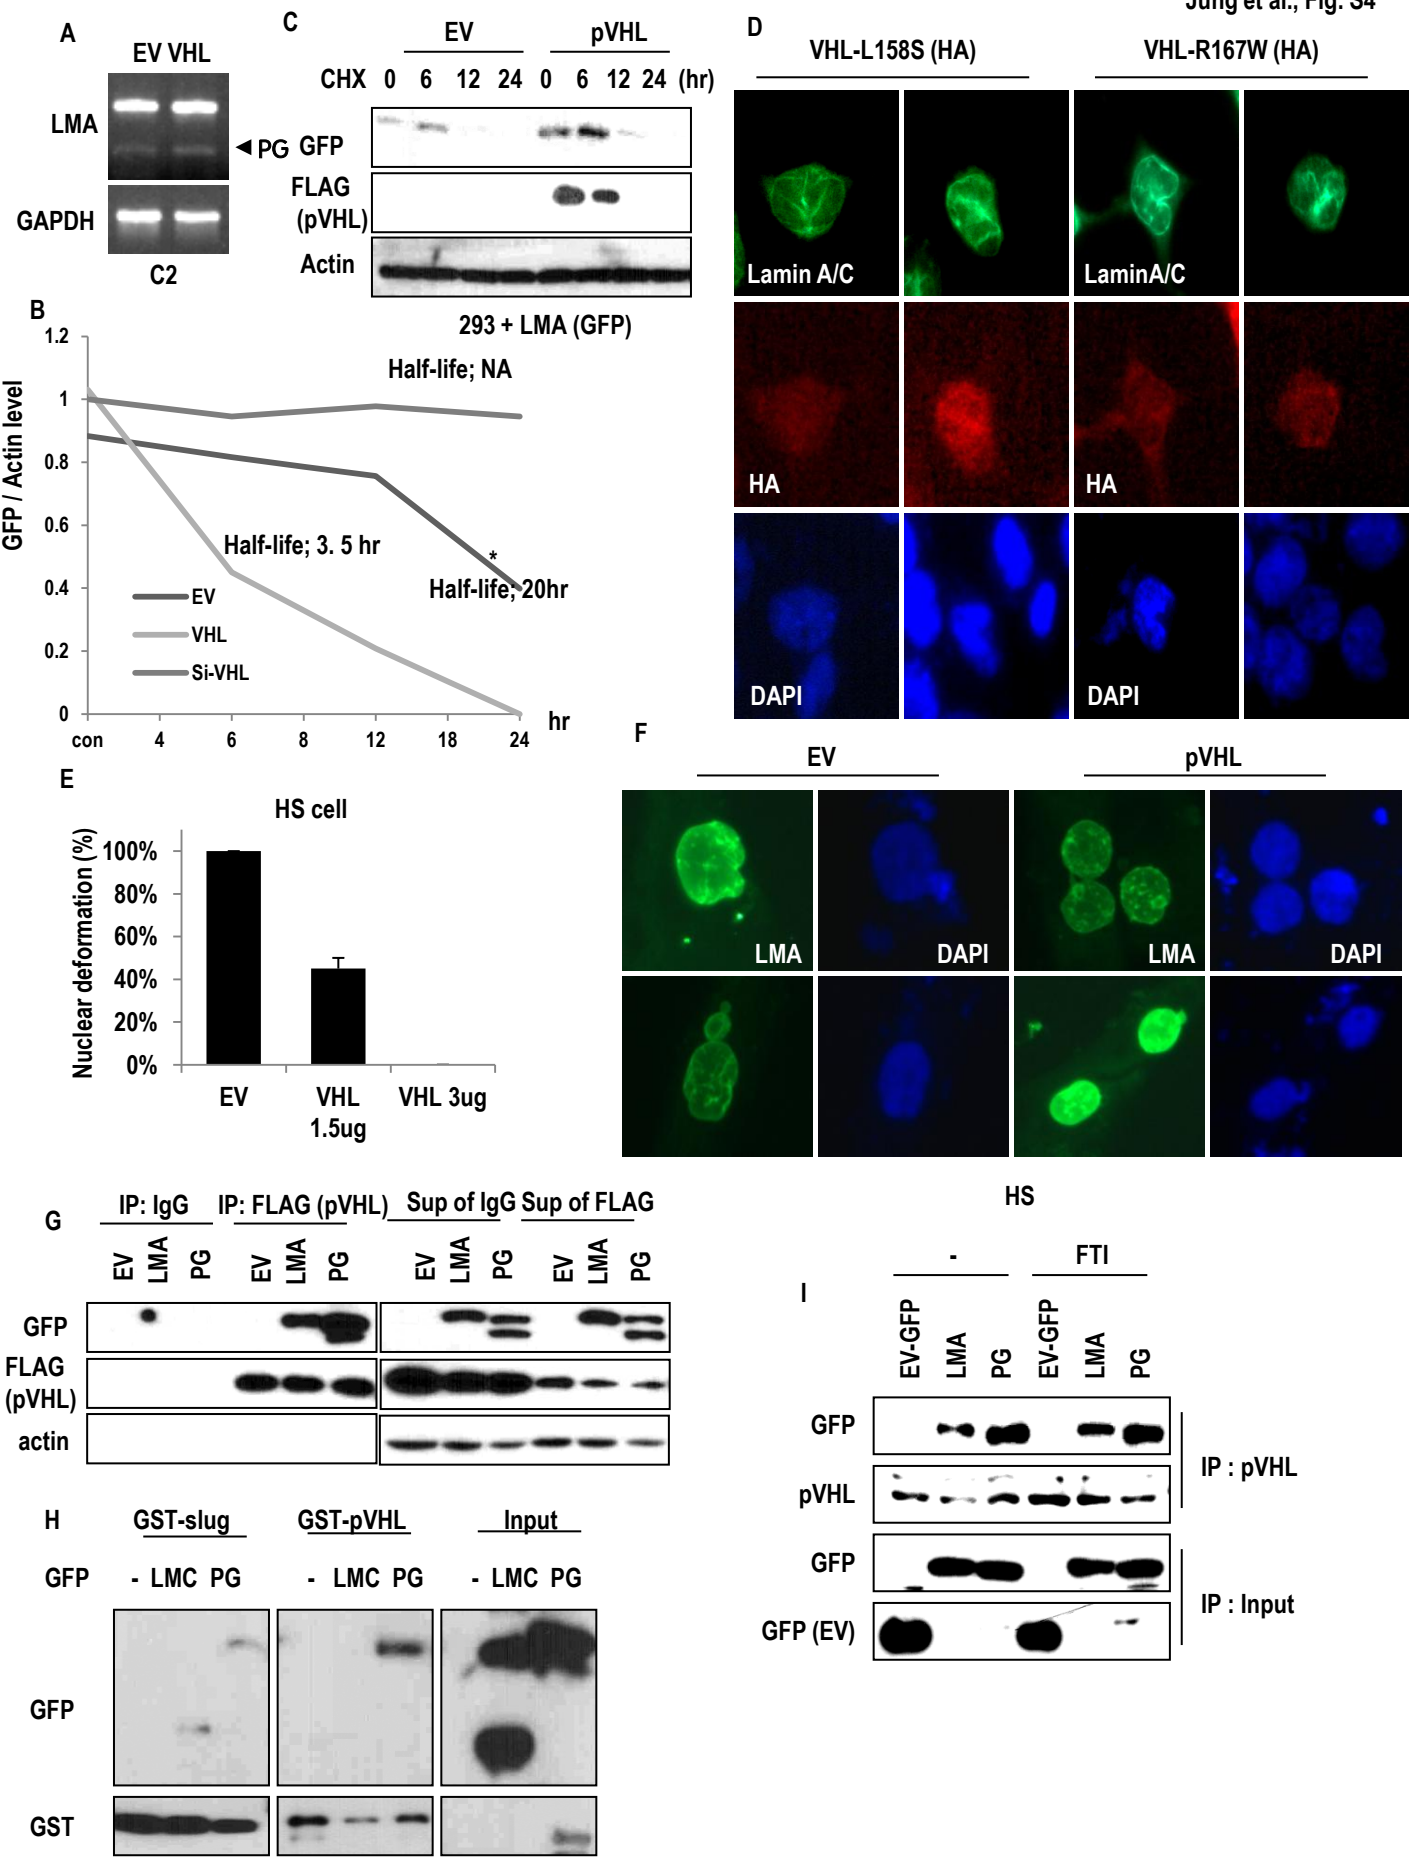 Jung et al., Fig. S4
A
EV VHL
LMA
PG
GAPDH
C2
C
EV pVHL
CHX 0 6 12 24 0 6 12 24 (hr)
GFP
FLAG
(pVHL)
Actin
293 + LMA (GFP)
B
GFP / Actin level
1.2
1
0.8
0.6
0.4
0.2
0
Half-life; NA
Half-life; 3. 5 hr
*
Half-life; 20hr
EV
VHL
Si-VHL
con 4 6 8 12 18 24
hr
D
VHL-L158S (HA) VHL-R167W (HA)
Lamin A/C LaminA/C
HA HA
DAPI DAPI
E
HS cell
Nuclear deformation (%)
100%
80%
60%
40%
20%
0%
EV VHL VHL 3ug
1.5ug
F
EV pVHL
LMA DAPI LMA DAPI
HS
G
IP: IgG IP: FLAG (pVHL) Sup of IgG Sup of FLAG
EV LMA PG EV LMA PG EV LMA PG EV LMA PG
GFP
FLAG
(pVHL)
actin
H
GST-slug GST-pVHL Input
GFP - LMC PG - LMC PG - LMC PG
GFP
GST
I
- FTI
EV-GFP LMA PG EV-GFP LMA PG
GFP
pVHL
IP : pVHL
GFP
GFP (EV)
IP : Input